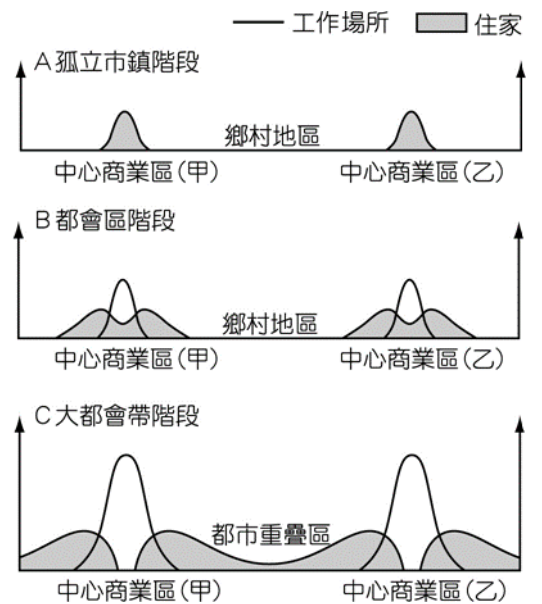 工作場所 住家
A孤立市鎮階段
鄉村地區
中心商業區(甲) 中心商業區(乙)
B都會區階段
鄉村地區
中心商業區(甲) 中心商業區(乙)
C大都會帶階段
都市重疊區
中心商業區(甲) 中心商業區(乙)